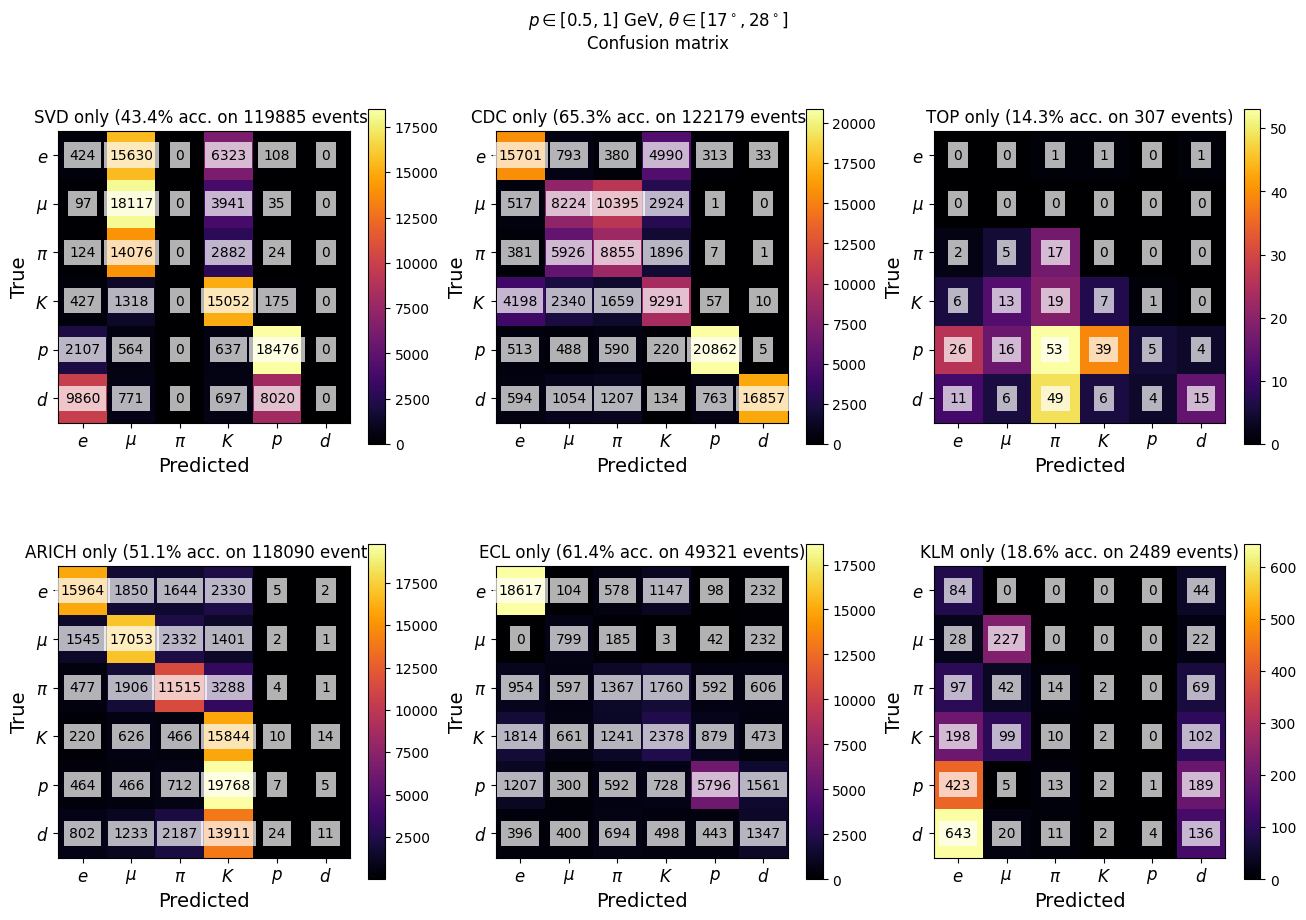 p ∈ [0.5, 1] GeV, θ ∈ [17°, 28°]
Confusion matrix
SVD only (43.4% acc. on 119885 events
True
e 424 15630 0 6323 108 0
μ 97 18117 0 3941 35 0
π 124 14076 0 2882 24 0
K 427 1318 0 15052 175 0
p 2107 564 0 637 18476 0
d 9860 771 0 697 8020 0
e μ π K p d
Predicted
17500
15000
12500
10000
7500
5000
2500
0
CDC only (65.3% acc. on 122179 events
True
e 15701 793 380 4990 313 33
μ 517 8224 10395 2924 1 0
π 381 5926 8855 1896 7 1
K 4198 2340 1659 9291 57 10
p 513 488 590 220 20862 5
d 594 1054 1207 134 763 16857
e μ π K p d
Predicted
20000
17500
15000
12500
10000
7500
5000
2500
0
TOP only (14.3% acc. on 307 events)
True
e 0 0 1 1 0 1
μ 0 0 0 0 0 0
π 2 5 17 0 0 0
K 6 13 19 7 1 0
p 26 16 53 39 5 4
d 11 6 49 6 4 15
e μ π K p d
Predicted
50
40
30
20
10
0
ARICH only (51.1% acc. on 118090 event
True
e 15964 1850 1644 2330 5 2
μ 1545 17053 2332 1401 2 1
π 477 1906 11515 3288 4 1
K 220 626 466 15844 10 14
p 464 466 712 19768 7 5
d 802 1233 2187 13911 24 11
e μ π K p d
Predicted
17500
15000
12500
10000
7500
5000
2500
ECL only (61.4% acc. on 49321 events)
True
e 18617 104 578 1147 98 232
μ 0 799 185 3 42 232
π 954 597 1367 1760 592 606
K 1814 661 1241 2378 879 473
p 1207 300 592 728 5796 1561
d 396 400 694 498 443 1347
e μ π K p d
Predicted
17500
15000
12500
10000
7500
5000
2500
0
KLM only (18.6% acc. on 2489 events)
True
e 84 0 0 0 0 44
μ 28 227 0 0 0 22
π 97 42 14 2 0 69
K 198 99 10 2 0 102
p 423 5 13 2 1 189
d 643 20 11 2 4 136
e μ π K p d
Predicted
600
500
400
300
200
100
0